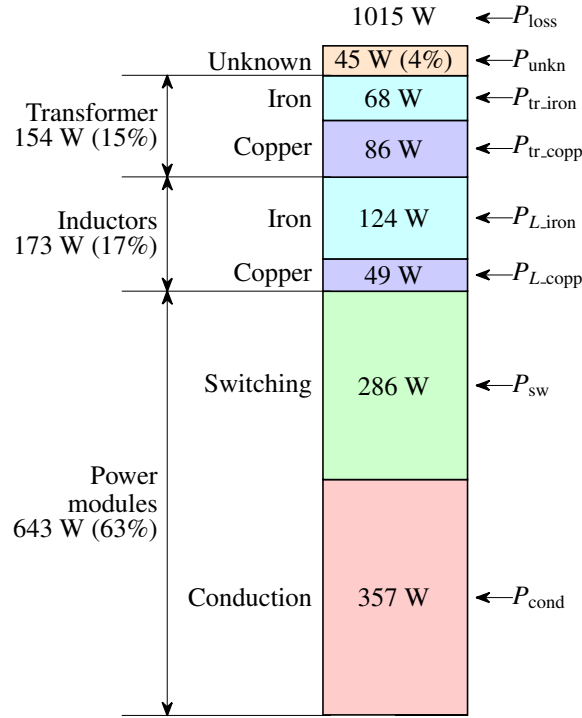 1015 W P_loss
Unknown 45 W (4%) P_unkn
Iron 68 W P_tr_iron
Transformer
154 W (15%)
Copper 86 W P_tr_copp
Inductors
173 W (17%)
Iron 124 W P_L_iron
Copper 49 W P_L_copp
Switching 286 W P_sw
Power
modules
643 W (63%)
Conduction 357 W P_cond